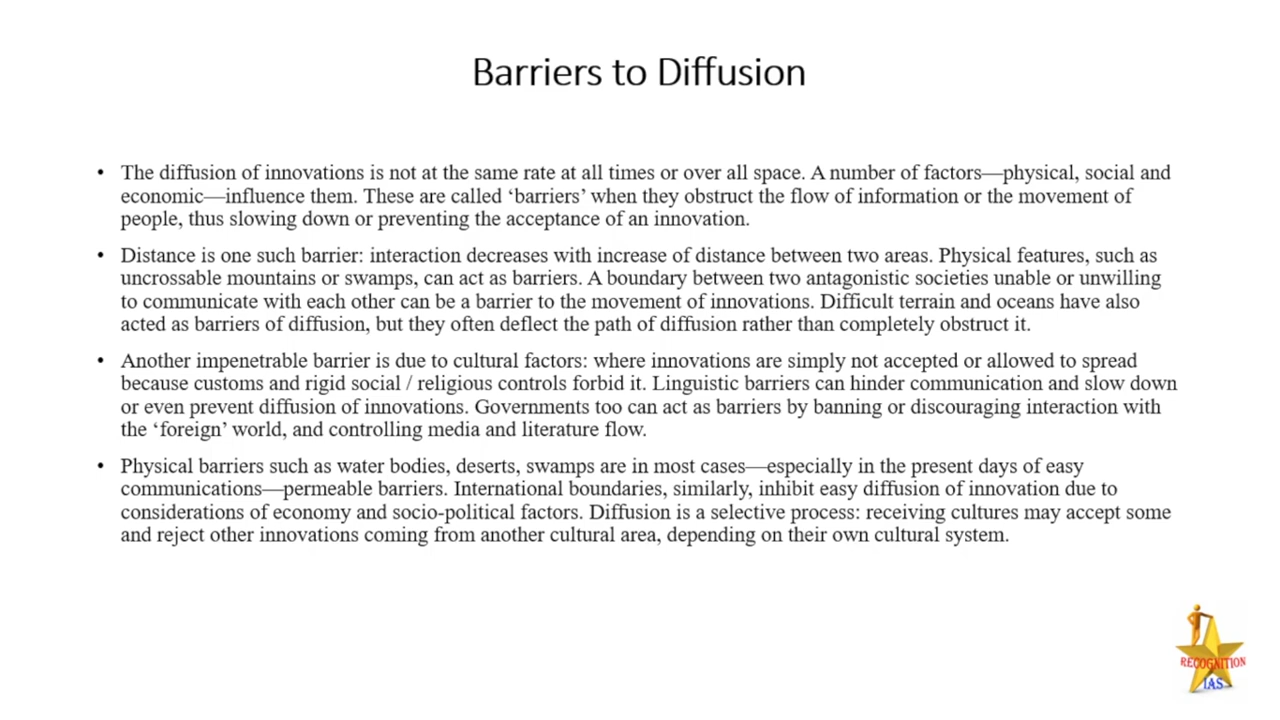 Barriers to Diffusion
• The diffusion of innovations is not at the same rate at all times or over all space. A number of factors—physical, social and
economic—influence them. These are called ‘barriers’ when they obstruct the flow of information or the movement of
people, thus slowing down or preventing the acceptance of an innovation.
• Distance is one such barrier: interaction decreases with increase of distance between two areas. Physical features, such as
uncrossable mountains or swamps, can act as barriers. A boundary between two antagonistic societies unable or unwilling
to communicate with each other can be a barrier to the movement of innovations. Difficult terrain and oceans have also
acted as barriers of diffusion, but they often deflect the path of diffusion rather than completely obstruct it.
• Another impenetrable barrier is due to cultural factors: where innovations are simply not accepted or allowed to spread
because customs and rigid social / religious controls forbid it. Linguistic barriers can hinder communication and slow down
or even prevent diffusion of innovations. Governments too can act as barriers by banning or discouraging interaction with
the ‘foreign’ world, and controlling media and literature flow.
• Physical barriers such as water bodies, deserts, swamps are in most cases—especially in the present days of easy
communications—permeable barriers. International boundaries, similarly, inhibit easy diffusion of innovation due to
considerations of economy and socio-political factors. Diffusion is a selective process: receiving cultures may accept some
and reject other innovations coming from another cultural area, depending on their own cultural system.
RECOGNITION
IAS